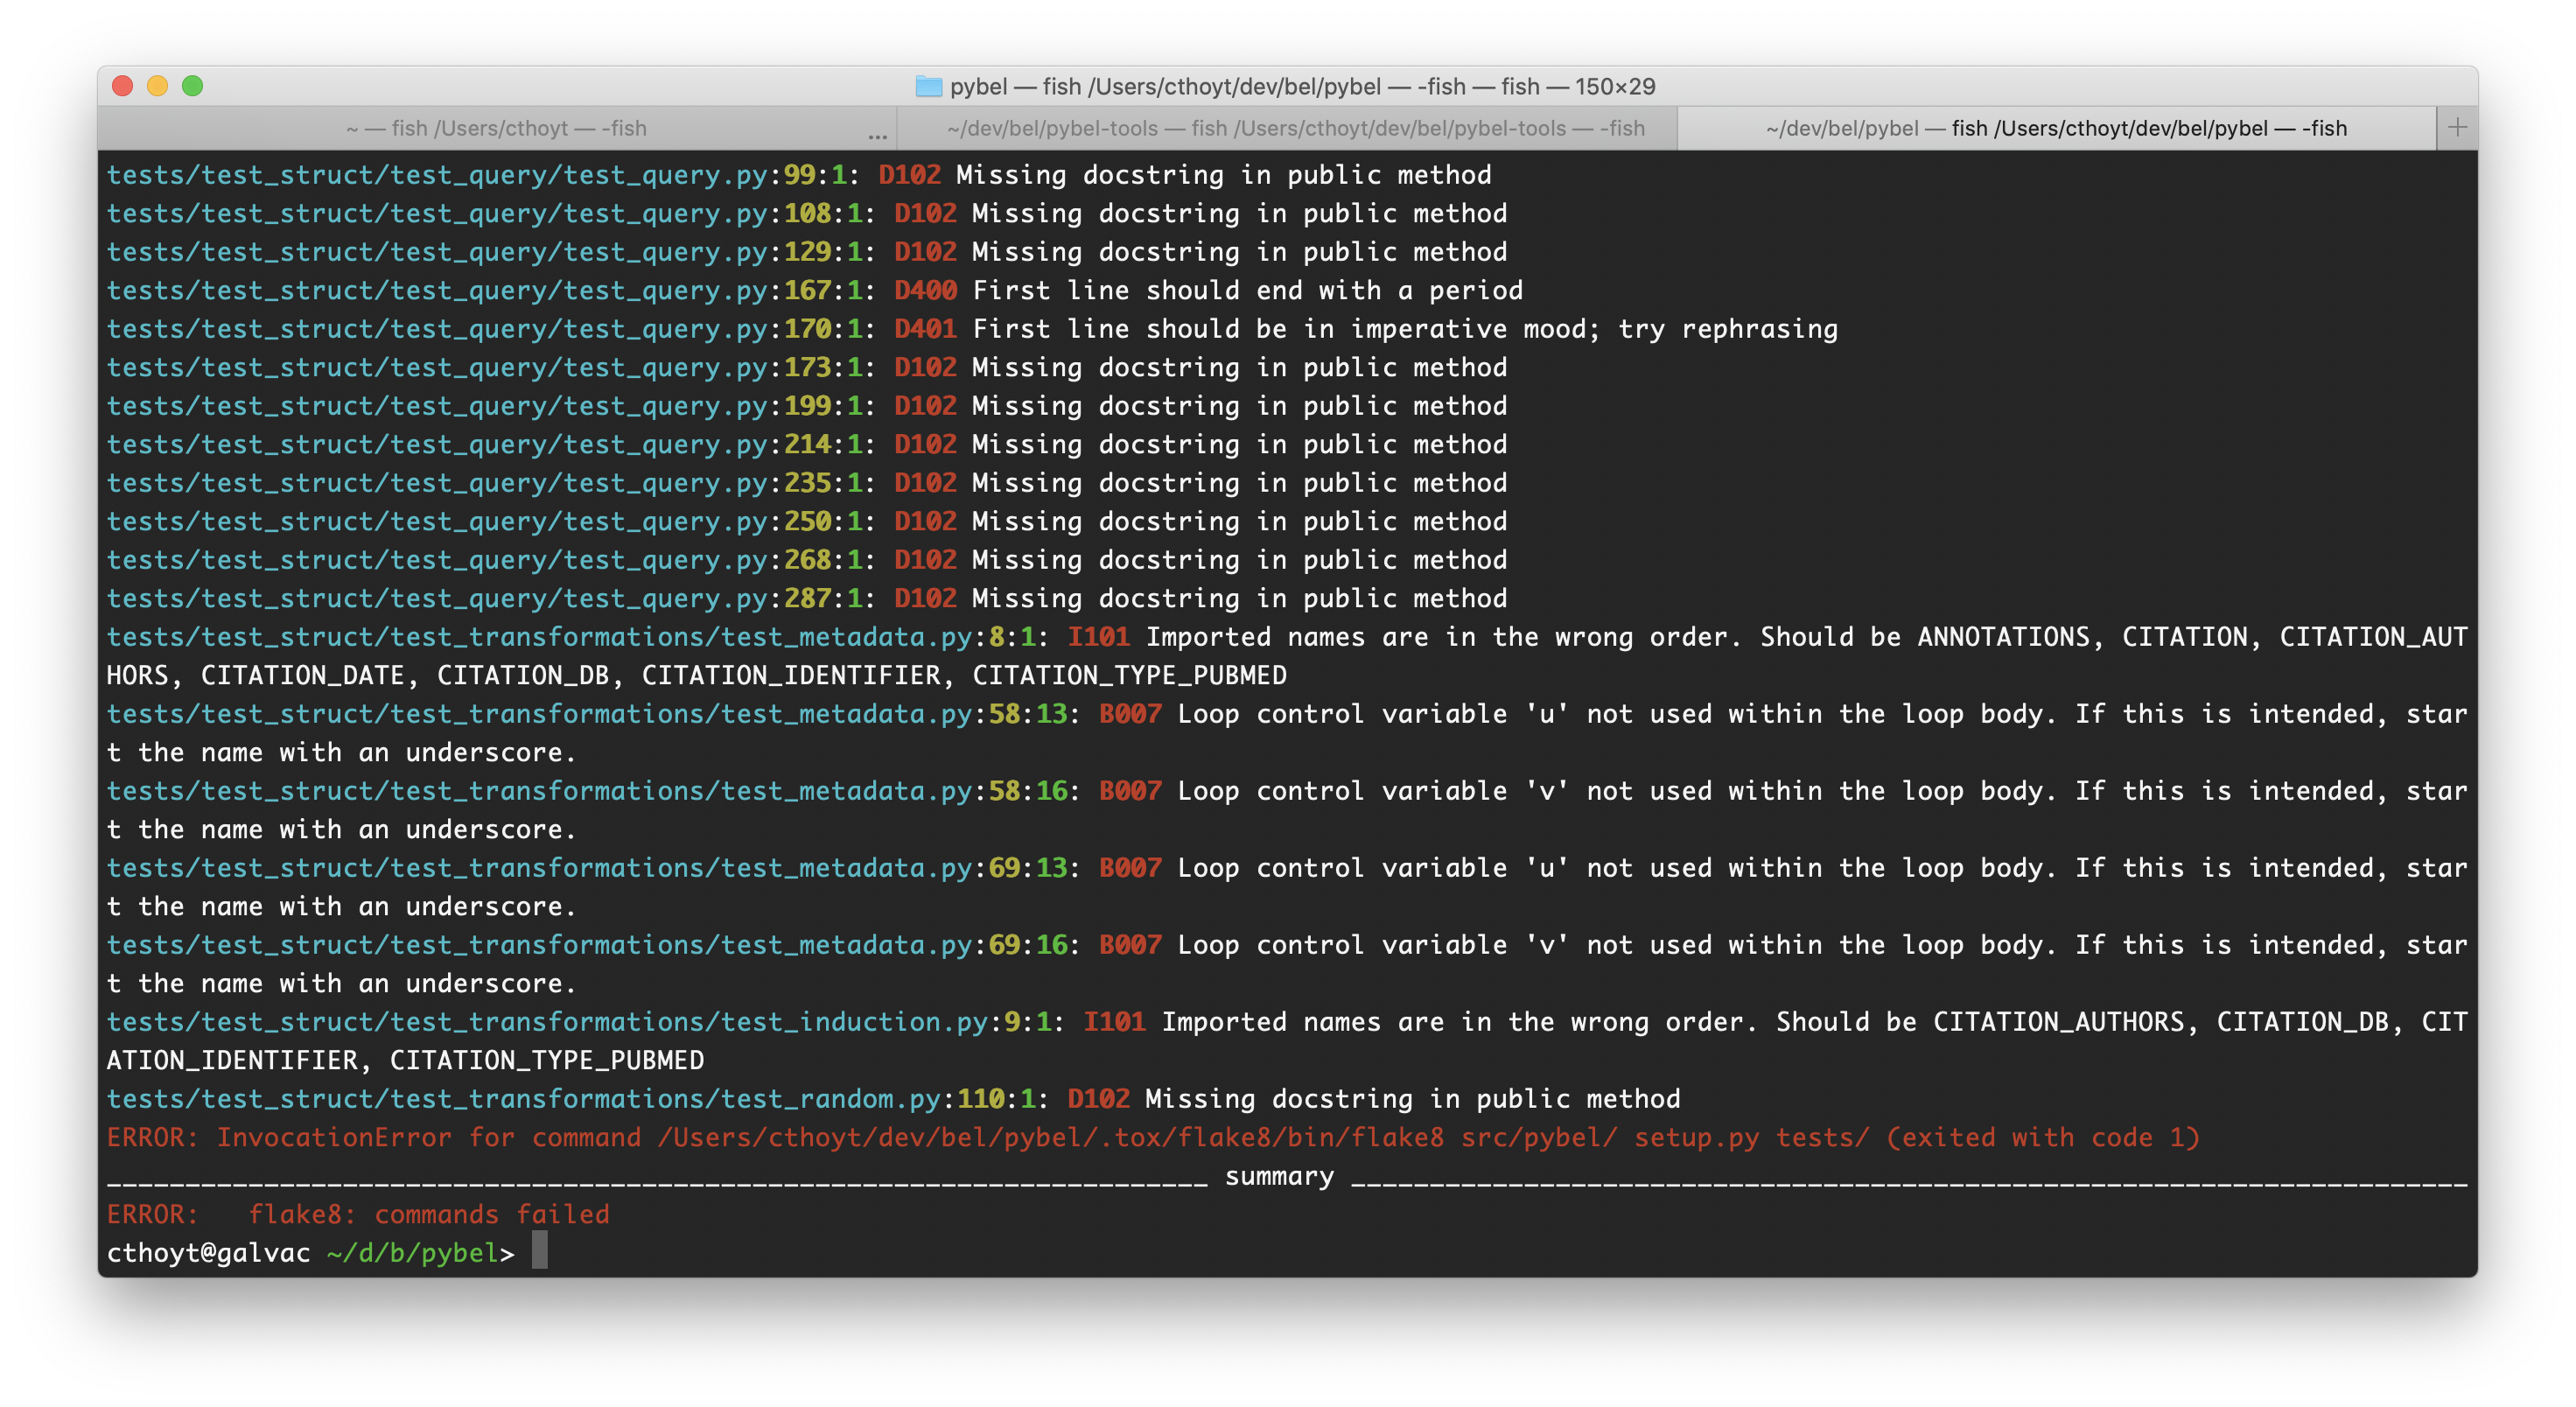 pybel — fish /Users/cthoyt/dev/bel/pybel — -fish — fish — 150×29
~ — fish /Users/cthoyt — -fish ... ~/dev/bel/pybel-tools — fish /Users/cthoyt/dev/bel/pybel-tools — -fish ~/dev/bel/pybel — fish /Users/cthoyt/dev/bel/pybel — -fish +
tests/test_struct/test_query/test_query.py:99:1: D102 Missing docstring in public method
tests/test_struct/test_query/test_query.py:108:1: D102 Missing docstring in public method
tests/test_struct/test_query/test_query.py:129:1: D102 Missing docstring in public method
tests/test_struct/test_query/test_query.py:167:1: D400 First line should end with a period
tests/test_struct/test_query/test_query.py:170:1: D401 First line should be in imperative mood; try rephrasing
tests/test_struct/test_query/test_query.py:173:1: D102 Missing docstring in public method
tests/test_struct/test_query/test_query.py:199:1: D102 Missing docstring in public method
tests/test_struct/test_query/test_query.py:214:1: D102 Missing docstring in public method
tests/test_struct/test_query/test_query.py:235:1: D102 Missing docstring in public method
tests/test_struct/test_query/test_query.py:250:1: D102 Missing docstring in public method
tests/test_struct/test_query/test_query.py:268:1: D102 Missing docstring in public method
tests/test_struct/test_query/test_query.py:287:1: D102 Missing docstring in public method
tests/test_struct/test_transformations/test_metadata.py:8:1: I101 Imported names are in the wrong order. Should be ANNOTATIONS, CITATION, CITATION_AUT
HORS, CITATION_DATE, CITATION_DB, CITATION_IDENTIFIER, CITATION_TYPE_PUBMED
tests/test_struct/test_transformations/test_metadata.py:58:13: B007 Loop control variable 'u' not used within the loop body. If this is intended, star
t the name with an underscore.
tests/test_struct/test_transformations/test_metadata.py:58:16: B007 Loop control variable 'v' not used within the loop body. If this is intended, star
t the name with an underscore.
tests/test_struct/test_transformations/test_metadata.py:69:13: B007 Loop control variable 'u' not used within the loop body. If this is intended, star
t the name with an underscore.
tests/test_struct/test_transformations/test_metadata.py:69:16: B007 Loop control variable 'v' not used within the loop body. If this is intended, star
t the name with an underscore.
tests/test_struct/test_transformations/test_induction.py:9:1: I101 Imported names are in the wrong order. Should be CITATION_AUTHORS, CITATION_DB, CIT
ATION_IDENTIFIER, CITATION_TYPE_PUBMED
tests/test_struct/test_transformations/test_random.py:110:1: D102 Missing docstring in public method
ERROR: InvocationError for command /Users/cthoyt/dev/bel/pybel/.tox/flake8/bin/flake8 src/pybel/ setup.py tests/ (exited with code 1)
______________________________________________________________________ summary _______________________________________________________________________
ERROR:   flake8: commands failed
cthoyt@galvac ~/d/b/pybel>